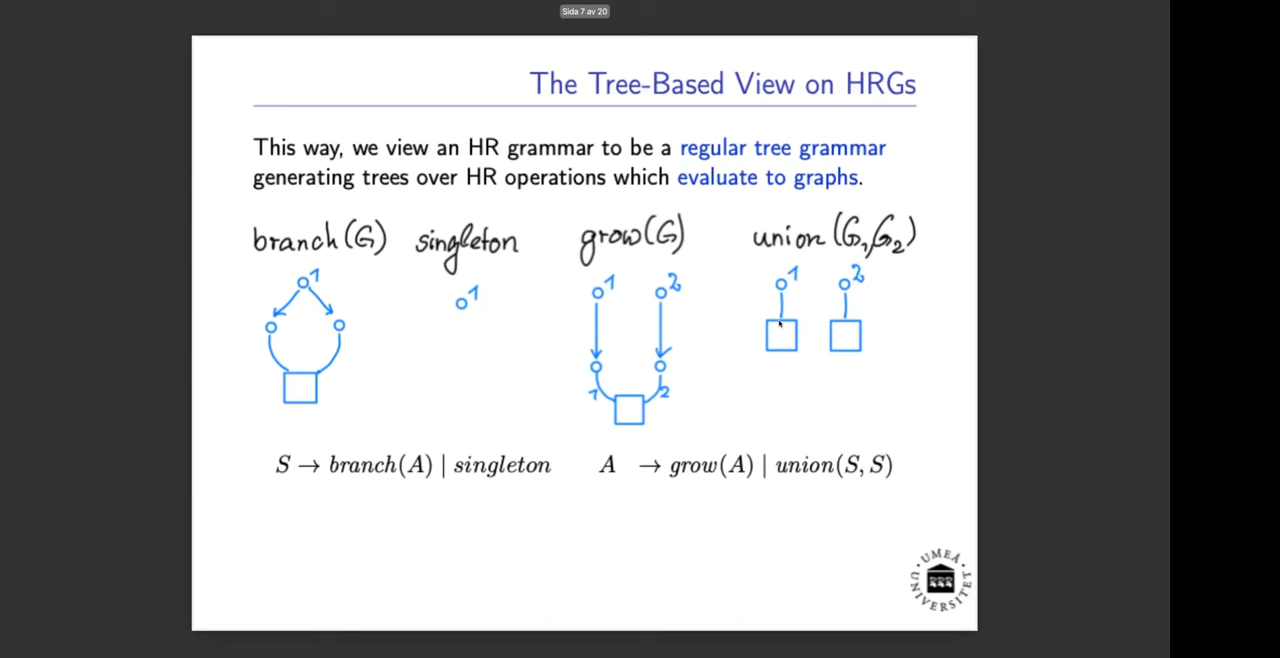 Sida 7 av 20
The Tree-Based View on HRGs
This way, we view an HR grammar to be a regular tree grammar
generating trees over HR operations which evaluate to graphs.
branch(G) singleton grow(G) union(G₁,G₂)
1 1 1 2 1 2
1 2
S → branch(A) | singleton A → grow(A) | union(S, S)
UMEÅ UNIVERSITET